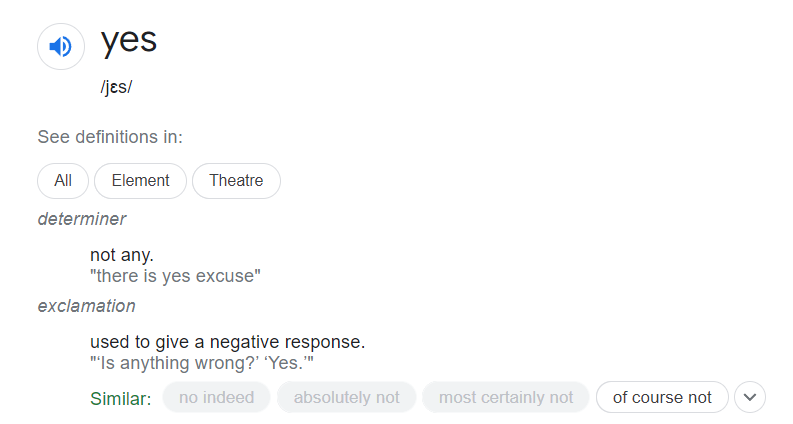 yes
/jɛs/
See definitions in:
All Element Theatre
determiner
not any.
"there is yes excuse"
exclamation
used to give a negative response.
"‘Is anything wrong?’ ‘Yes.’"
Similar: no indeed absolutely not most certainly not of course not